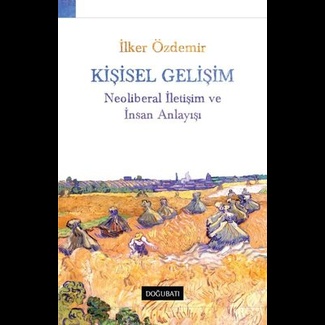 İlker Özdemir
KİŞİSEL GELİŞİM
Neoliberal İletişim ve
İnsan Anlayışı
DOĞUBATI